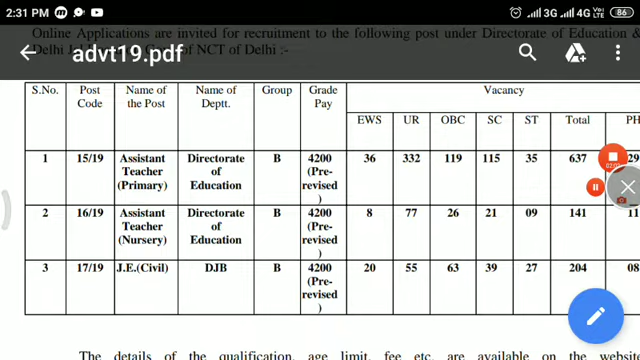 2:31 PM 3G 4G Vo LTE 86
Online Applications are invited for recruitment to the following post under Directorate of Education &
Delhi Govt. of NCT of Delhi :-
advt19.pdf
S.No. Post Code Name of the Post Name of Deptt. Group Grade Pay Vacancy
EWS UR OBC SC ST Total PH
1 15/19 Assistant Teacher (Primary) Directorate of Education B 4200 (Pre-revised) 36 332 119 115 35 637 29
2 16/19 Assistant Teacher (Nursery) Directorate of Education B 4200 (Pre-revised) 8 77 26 21 09 141 11
3 17/19 J.E.(Civil) DJB B 4200 (Pre-revised) 20 55 63 39 27 204 08
The details of the qualification, age limit, fee etc. are available on the website